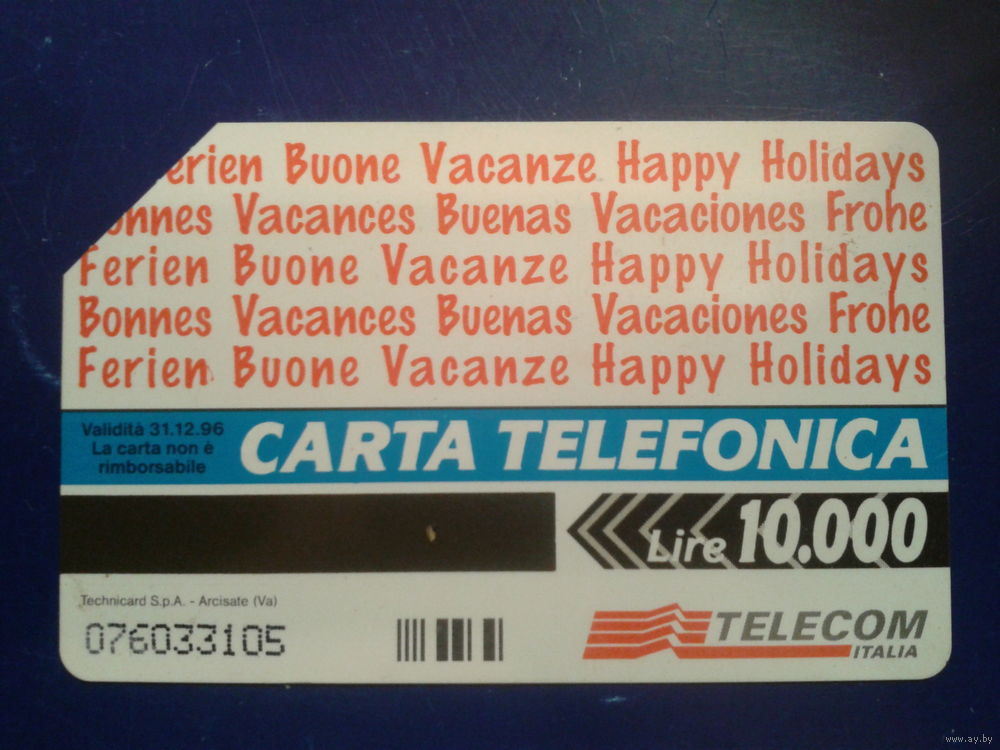 erien Buone Vacanze Happy Holidays
onnes Vacances Buenas Vacaciones Frohe
Ferien Buone Vacanze Happy Holidays
Bonnes Vacances Buenas Vacaciones Frohe
Ferien Buone Vacanze Happy Holidays
Validità 31.12.96
La carta non è
rimborsabile
CARTA TELEFONICA
Lire 10.000
Technicard S.p.A. - Arcisate (Va)
076033105
TELECOM
ITALIA
www.ay.by